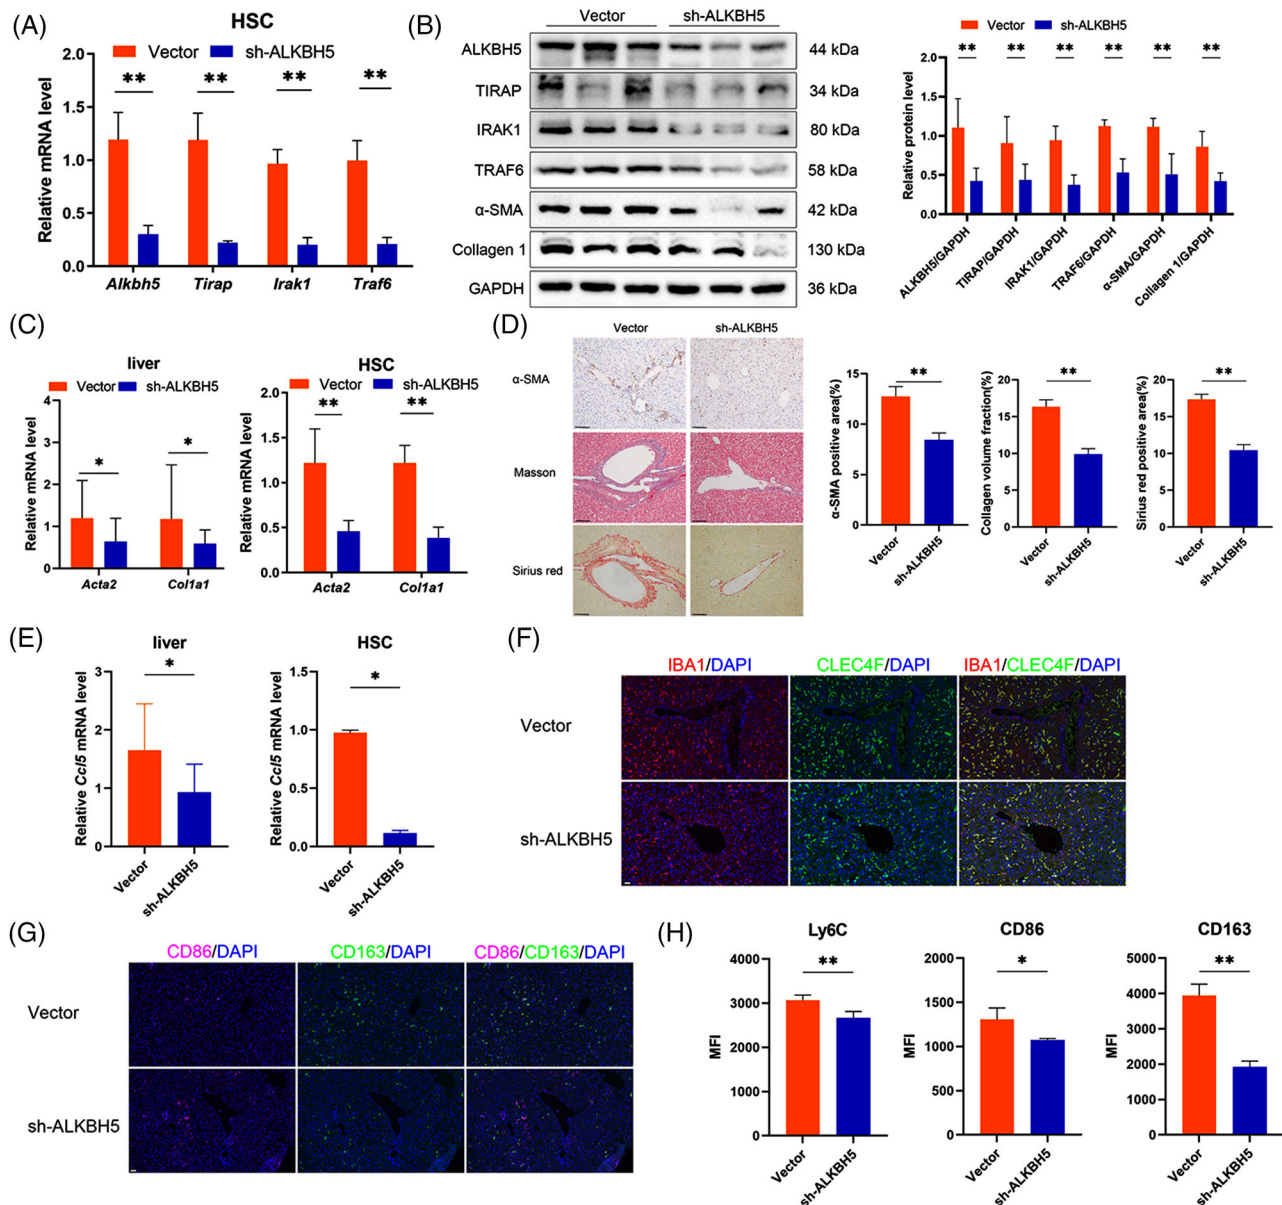 (A)
HSC
Vector sh-ALKBH5
Relative mRNA level
2.0
1.5
1.0
0.5
0.0
** ** ** **
Alkbh5 Tirap Irak1 Traf6
(B)
Vector sh-ALKBH5
ALKBH5 44 kDa
TIRAP 34 kDa
IRAK1 80 kDa
TRAF6 58 kDa
α-SMA 42 kDa
Collagen 1 130 kDa
GAPDH 36 kDa
Vector sh-ALKBH5
Relative protein level
2.0
1.5
1.0
0.5
0.0
** ** ** ** ** **
ALKBH5/GAPDH
TIRAP/GAPDH
IRAK1/GAPDH
TRAF6/GAPDH
α-SMA/GAPDH
Collagen 1/GAPDH
(C)
liver
Vector sh-ALKBH5
Relative mRNA level
4
3
2
1
0
* *
Acta2 Col1a1
HSC
Vector sh-ALKBH5
Relative mRNA level
2.0
1.5
1.0
0.5
0.0
** **
Acta2 Col1a1
(D)
Vector sh-ALKBH5
α-SMA
Masson
Sirius red
α-SMA positive area(%)
15
10
5
0
**
Vector
sh-ALKBH5
Collagen volume fraction(%)
20
15
10
5
0
**
Vector
sh-ALKBH5
Sirius red positive area(%)
20
15
10
5
0
**
Vector
sh-ALKBH5
(E)
liver
Relative Ccl5 mRNA level
3
2
1
0
*
Vector
sh-ALKBH5
HSC
Relative Ccl5 mRNA level
1.5
1.0
0.5
0.0
*
Vector
sh-ALKBH5
(F)
IBA1/DAPI CLEC4F/DAPI IBA1/CLEC4F/DAPI
Vector
sh-ALKBH5
(G)
CD86/DAPI CD163/DAPI CD86/CD163/DAPI
Vector
sh-ALKBH5
(H)
Ly6C
MFI
4000
3000
2000
1000
0
**
Vector
sh-ALKBH5
CD86
MFI
2000
1500
1000
500
0
*
Vector
sh-ALKBH5
CD163
MFI
5000
4000
3000
2000
1000
0
**
Vector
sh-ALKBH5